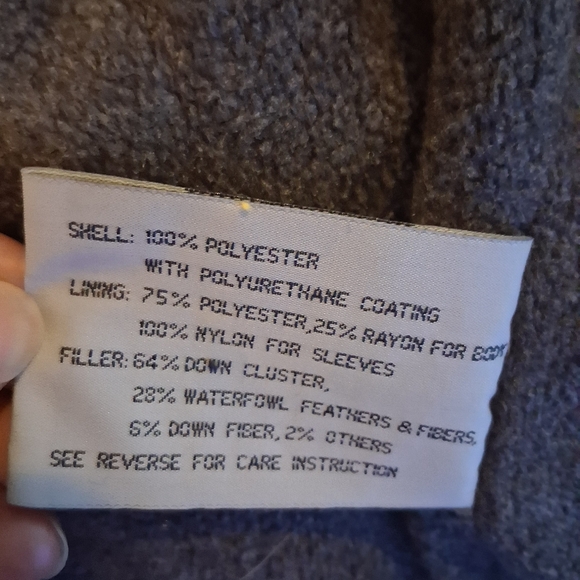 SHELL: 100% POLYESTER
WITH POLYURETHANE COATING
LINING: 75% POLYESTER,25% RAYON FOR BODY
100% NYLON FOR SLEEVES
FILLER: 64% DOWN CLUSTER,
28% WATERFOWL FEATHERS & FIBERS,
6% DOWN FIBER, 2% OTHERS
SEE REVERSE FOR CARE INSTRUCTION